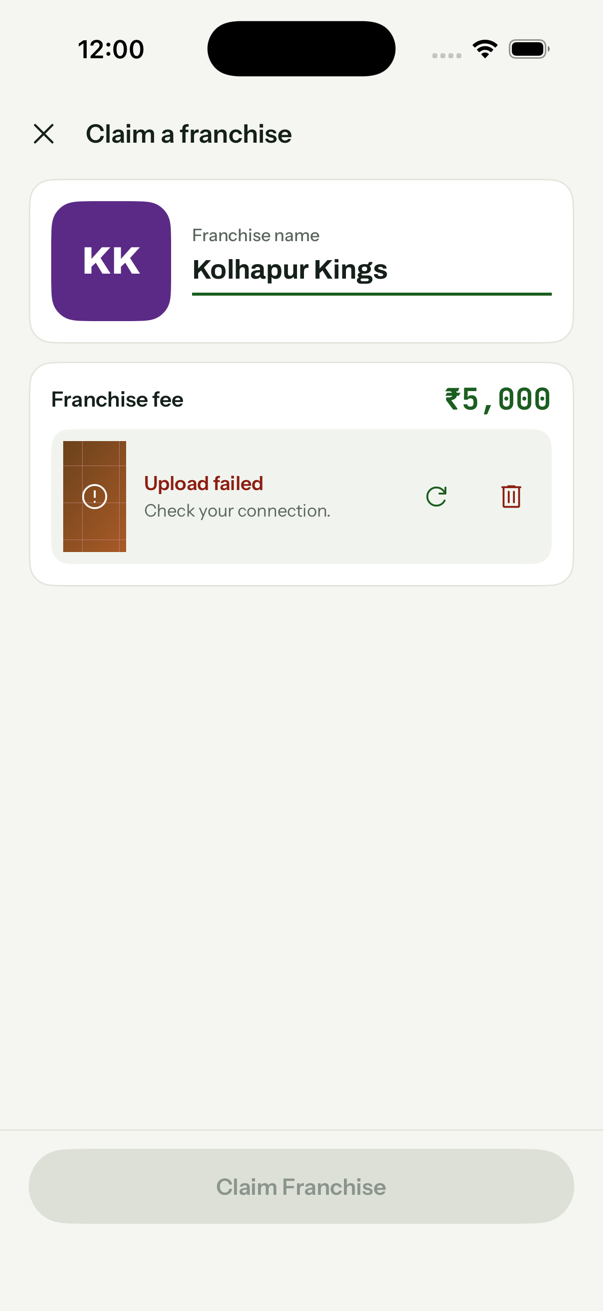 12:00
Claim a franchise
KK
Franchise name
Kolhapur Kings
Franchise fee
₹5,000
Upload failed
Check your connection.
Claim Franchise